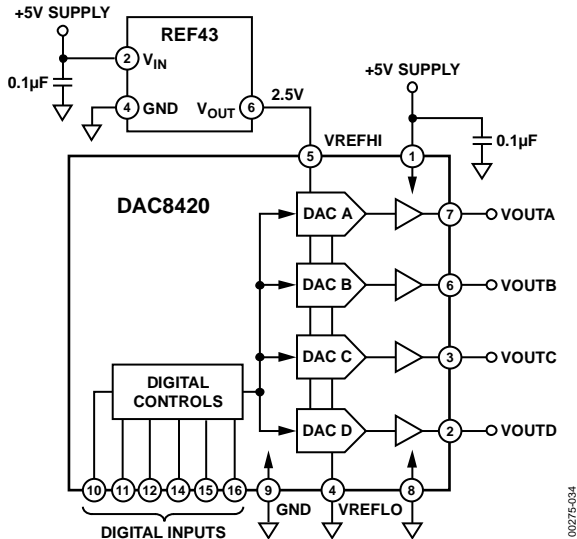 +5V SUPPLY
REF43
2
VIN
0.1µF
4
GND
VOUT
6
2.5V
+5V SUPPLY
0.1µF
5
VREFHI
1
DAC8420
DAC A
7
VOUTA
DAC B
6
VOUTB
DAC C
3
VOUTC
DIGITAL
CONTROLS
DAC D
2
VOUTD
10
11
12
14
15
16
9
GND
4
VREFLO
8
DIGITAL INPUTS
00275-034